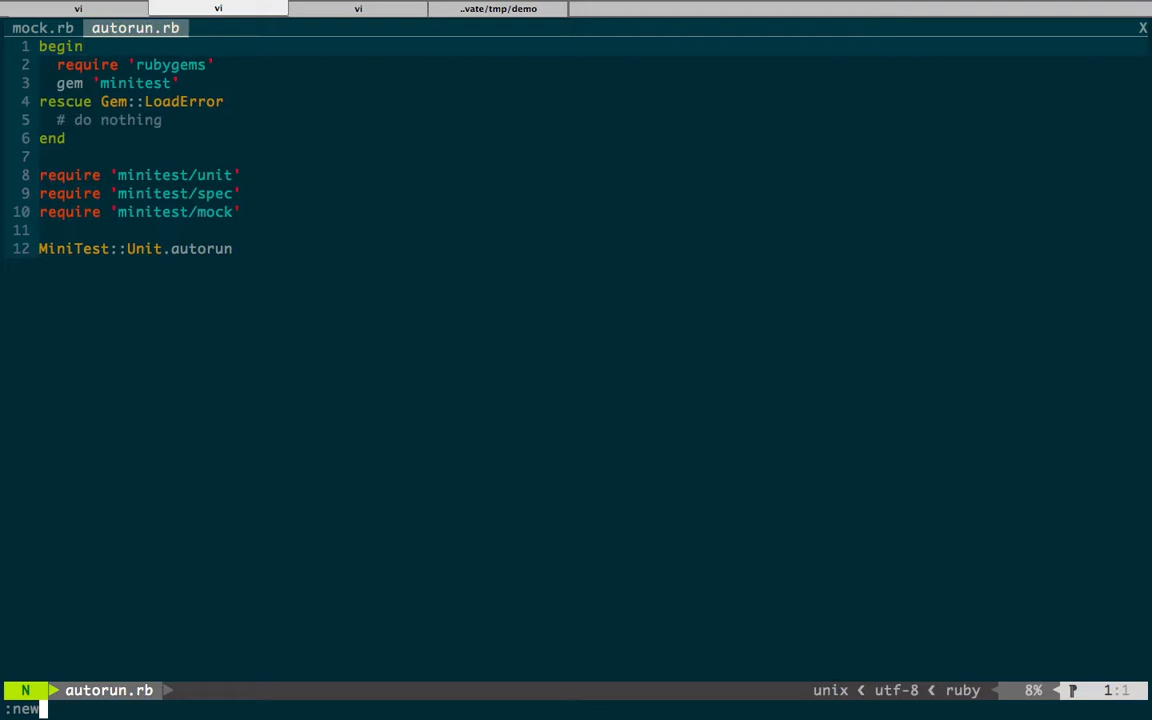 vi vi vi ..vate/tmp/demo
mock.rb autorun.rb X
1 begin
2 require 'rubygems'
3 gem 'minitest'
4 rescue Gem::LoadError
5 # do nothing
6 end
7
8 require 'minitest/unit'
9 require 'minitest/spec'
10 require 'minitest/mock'
11
12 MiniTest::Unit.autorun
N autorun.rb unix utf-8 ruby 8% 1:1
:new